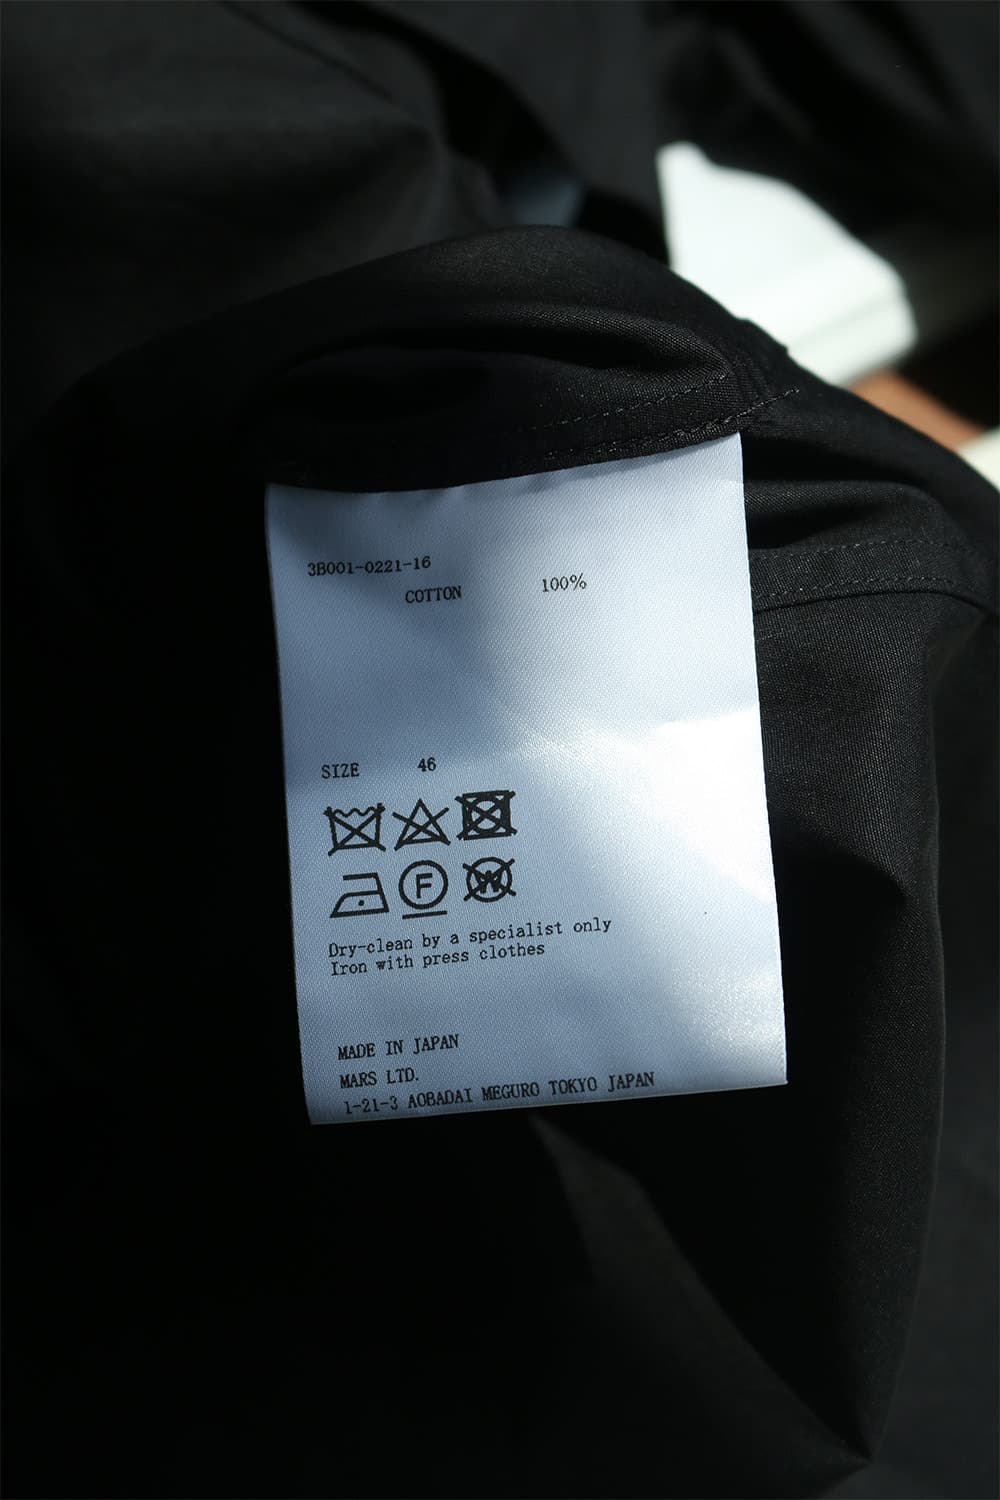 3B001-0221-16
COTTON 100%
SIZE 46
F
W
Dry-clean by a specialist only
Iron with press clothes
MADE IN JAPAN
MARS LTD.
1-21-3 AOBADAI MEGURO TOKYO JAPAN